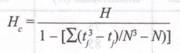 H_c = H / 1 − [∑(t_j^3 − t_j)/N^3 − N)]